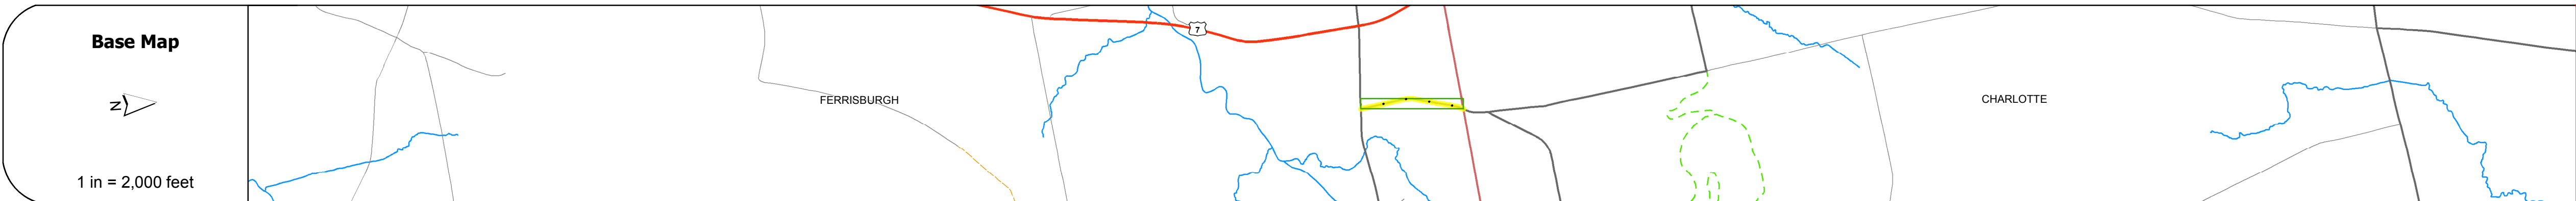 Base Map
N
1 in = 2,000 feet
7
FERRISBURGH
CHARLOTTE